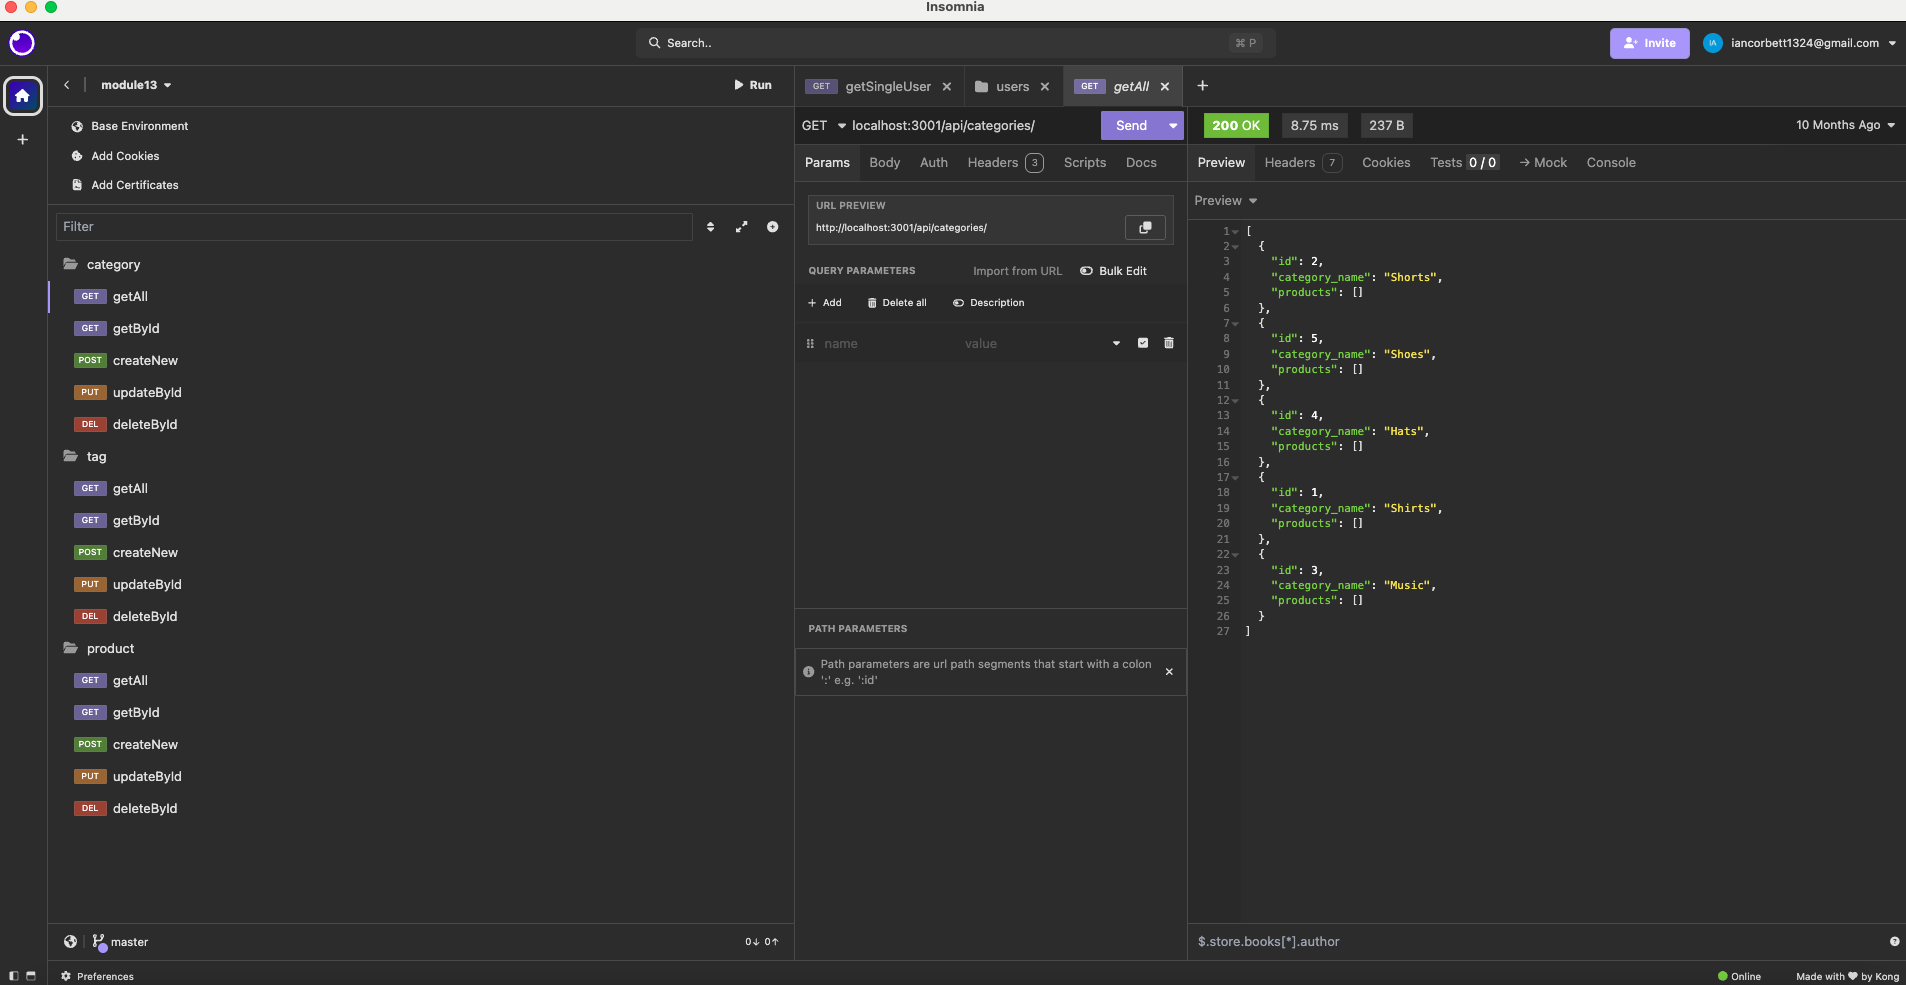 Insomnia
Search..
⌘ P
Invite
IA
iancorbett1324@gmail.com
module13
Run
Base Environment
Add Cookies
Add Certificates
Filter
category
GET getAll
GET getById
POST createNew
PUT updateById
DEL deleteById
tag
GET getAll
GET getById
POST createNew
PUT updateById
DEL deleteById
product
GET getAll
GET getById
POST createNew
PUT updateById
DEL deleteById
master
0↓ 0↑
Preferences
GET getSingleUser
users
GET getAll
GET localhost:3001/api/categories/
Send
Params Body Auth Headers 3 Scripts Docs
URL PREVIEW
http://localhost:3001/api/categories/
QUERY PARAMETERS
Import from URL
Bulk Edit
+ Add
Delete all
Description
name value
PATH PARAMETERS
Path parameters are url path segments that start with a colon
':' e.g. ':id'
200 OK 8.75 ms 237 B
10 Months Ago
Preview Headers 7 Cookies Tests 0 / 0 → Mock Console
Preview
1 [
2 {
3 "id": 2,
4 "category_name": "Shorts",
5 "products": []
6 },
7 {
8 "id": 5,
9 "category_name": "Shoes",
10 "products": []
11 },
12 {
13 "id": 4,
14 "category_name": "Hats",
15 "products": []
16 },
17 {
18 "id": 1,
19 "category_name": "Shirts",
20 "products": []
21 },
22 {
23 "id": 3,
24 "category_name": "Music",
25 "products": []
26 }
27 ]
$.store.books[*].author
Online
Made with ♥ by Kong